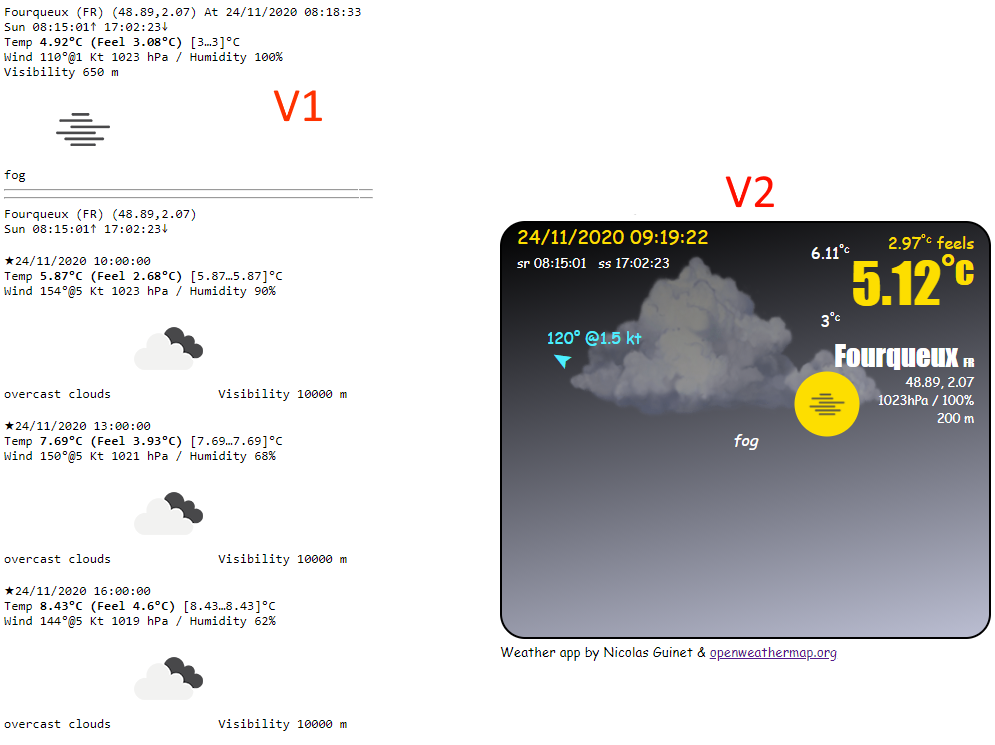 Fourqueux (FR) (48.89,2.07) At 24/11/2020 08:18:33
Sun 08:15:01↑ 17:02:23↓
Temp 4.92°C (Feel 3.08°C) [3…3]°C
Wind 110°@1 Kt 1023 hPa / Humidity 100%
Visibility 650 m
V1
fog
Fourqueux (FR) (48.89,2.07)
Sun 08:15:01↑ 17:02:23↓
★24/11/2020 10:00:00
Temp 5.87°C (Feel 2.68°C) [5.87…5.87]°C
Wind 154°@5 Kt 1023 hPa / Humidity 90%
overcast clouds Visibility 10000 m
★24/11/2020 13:00:00
Temp 7.69°C (Feel 3.93°C) [7.69…7.69]°C
Wind 150°@5 Kt 1021 hPa / Humidity 68%
overcast clouds Visibility 10000 m
★24/11/2020 16:00:00
Temp 8.43°C (Feel 4.6°C) [8.43…8.43]°C
Wind 144°@5 Kt 1019 hPa / Humidity 62%
overcast clouds Visibility 10000 m
V2
24/11/2020 09:19:22
sr 08:15:01 ss 17:02:23
6.11°c
2.97°c feels
5.12°c
3°c
120° @1.5 kt
Fourqueux FR
48.89, 2.07
1023hPa / 100%
200 m
fog
Weather app by Nicolas Guinet & openweathermap.org